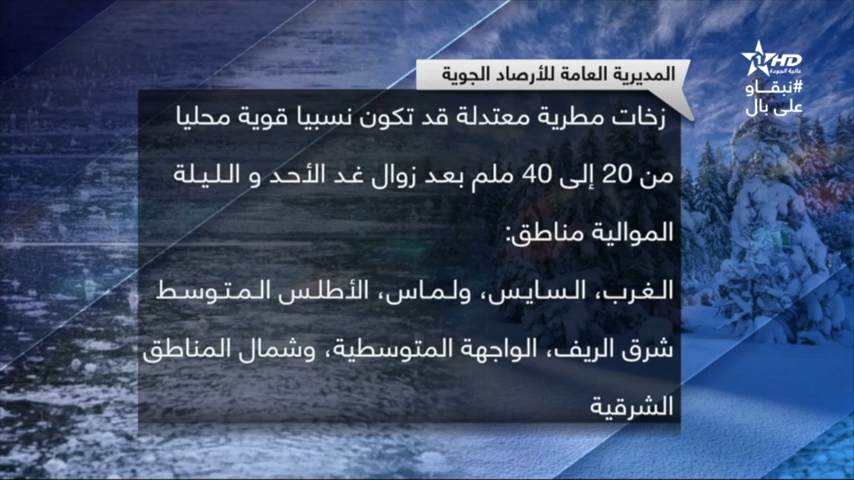 HD
عالية الجودة
#نبقاو
على بال
المديرية العامة للأرصاد الجوية
زخات مطرية معتدلة قد تكون نسبيا قوية محليا
من 20 إلى 40 ملم بعد زوال غد الأحد و الليلة
الموالية مناطق:
الغرب، السايس، ولماس، الأطلس المتوسط
شرق الريف، الواجهة المتوسطية، وشمال المناطق
الشرقية